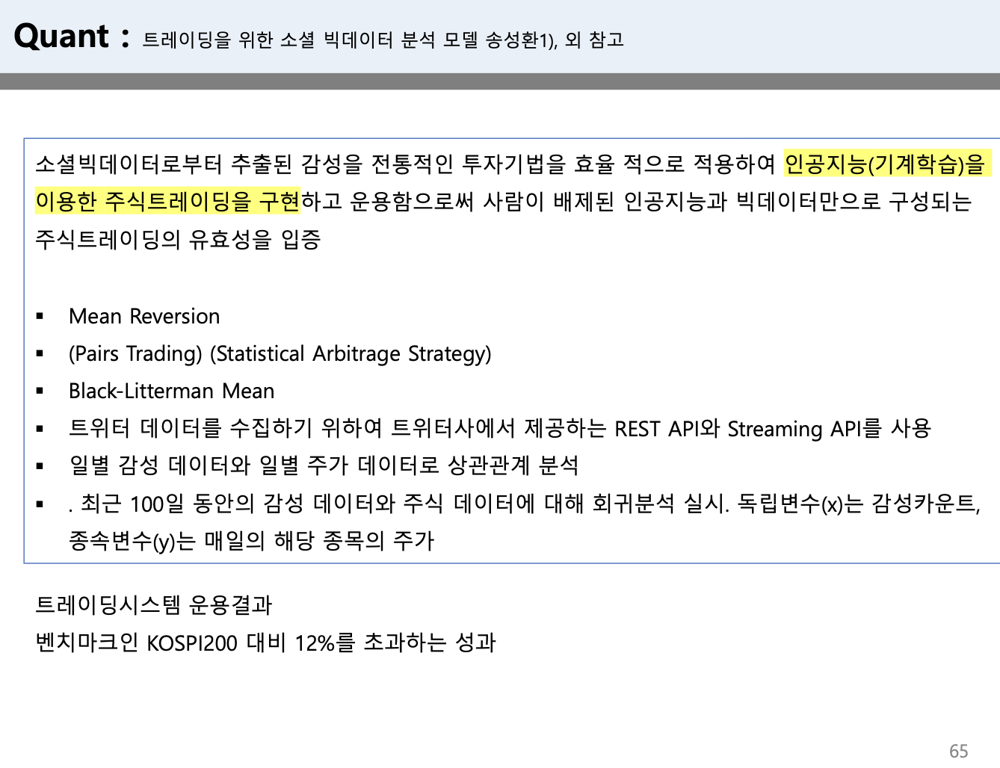 Quant : 트레이딩을 위한 소셜 빅데이터 분석 모델 송성환1), 외 참고
소셜빅데이터로부터 추출된 감성을 전통적인 투자기법을 효율 적으로 적용하여 인공지능(기계학습)을
이용한 주식트레이딩을 구현하고 운용함으로써 사람이 배제된 인공지능과 빅데이터만으로 구성되는
주식트레이딩의 유효성을 입증
▪ Mean Reversion
▪ (Pairs Trading) (Statistical Arbitrage Strategy)
▪ Black-Litterman Mean
▪ 트위터 데이터를 수집하기 위하여 트위터사에서 제공하는 REST API와 Streaming API를 사용
▪ 일별 감성 데이터와 일별 주가 데이터로 상관관계 분석
▪ . 최근 100일 동안의 감성 데이터와 주식 데이터에 대해 회귀분석 실시. 독립변수(x)는 감성카운트,
종속변수(y)는 매일의 해당 종목의 주가
트레이딩시스템 운용결과
벤치마크인 KOSPI200 대비 12%를 초과하는 성과
65